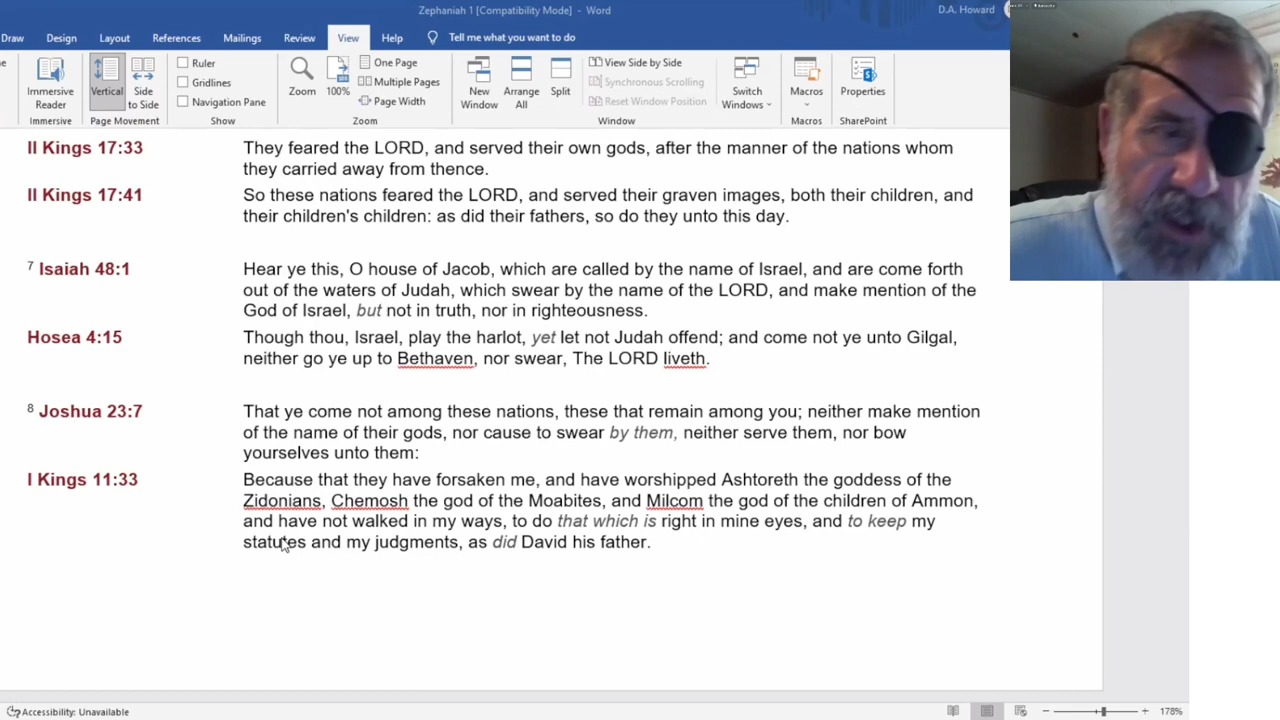 Zephaniah 1 [Compatibility Mode] - Word
D.A. Howard
Draw Design Layout References Mailings Review View Help Tell me what you want to do
Immersive Reader
Immersive
Vertical
Side to Side
Page Movement
Ruler
Gridlines
Navigation Pane
Show
Zoom
100%
One Page
Multiple Pages
Page Width
Zoom
New Window
Arrange All
Split
View Side by Side
Synchronous Scrolling
Reset Window Position
Window
Switch Windows
Macros
Macros
Properties
SharePoint
II Kings 17:33 They feared the LORD, and served their own gods, after the manner of the nations whom
they carried away from thence.
II Kings 17:41 So these nations feared the LORD, and served their graven images, both their children, and
their children's children: as did their fathers, so do they unto this day.
7 Isaiah 48:1 Hear ye this, O house of Jacob, which are called by the name of Israel, and are come forth
out of the waters of Judah, which swear by the name of the LORD, and make mention of the
God of Israel, but not in truth, nor in righteousness.
Hosea 4:15 Though thou, Israel, play the harlot, yet let not Judah offend; and come not ye unto Gilgal,
neither go ye up to Bethaven, nor swear, The LORD liveth.
8 Joshua 23:7 That ye come not among these nations, these that remain among you; neither make mention
of the name of their gods, nor cause to swear by them, neither serve them, nor bow
yourselves unto them:
I Kings 11:33 Because that they have forsaken me, and have worshipped Ashtoreth the goddess of the
Zidonians, Chemosh the god of the Moabites, and Milcom the god of the children of Ammon,
and have not walked in my ways, to do that which is right in mine eyes, and to keep my
statutes and my judgments, as did David his father.
Accessibility: Unavailable
178%